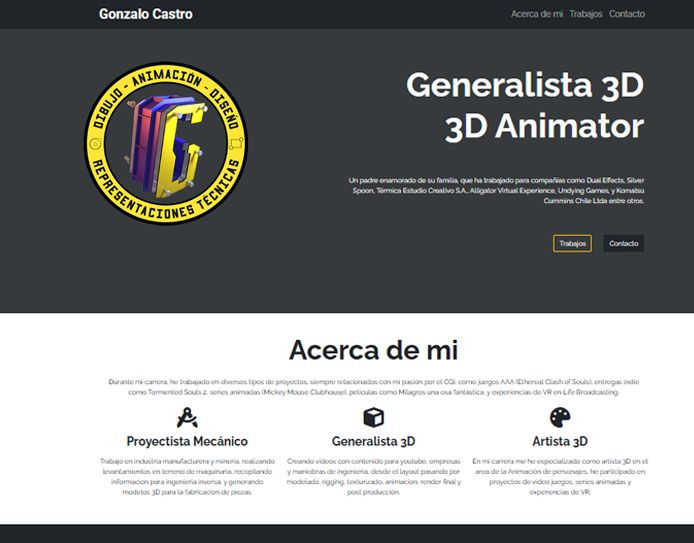 Gonzalo Castro
Acerca de mi Trabajos Contacto
DIBUJO - ANIMACIÓN - DISEÑO
REPRESENTACIONES TÉCNICAS
G
Generalista 3D
3D Animator
Un padre enamorado de su familia, que ha trabajado para compañías como Dual Effects, Silver
Spoon, Térmica Estudio Creativo S.A., Alligator Virtual Experience, Undying Games, y Komatsu
Cummins Chile Ltda entre otros.
Trabajos Contacto
Acerca de mi
Durante mi carrera, he trabajado en diversos tipos de proyectos, siempre relacionados con mi pasión por el CGI, como juegos AAA (Ethereal Clash of Souls), entregas indie
como Tormented Souls 2, series animadas (Mickey Mouse Clubhouse), películas como Milagros una osa fantástica, y experiencias de VR en Life Broadcasting.
Proyectista Mecánico
Trabajo en industria manufacturera y minería, realizando
levantamientos en terreno de maquinaria, recopilando
informacion para ingeniería inversa, y generando
modelos 3D para la fabricacion de piezas.
Generalista 3D
Creando videos con contenido para youtube, empresas
y maniobras de ingeniería, desde el layout pasando por
modelado, rigging, texturizado, animacion, render final y
post producción.
Artista 3D
En mi carrera me he especializado como artista 3D en el
area de la Animación de personajes, he participado en
proyectos de video juegos, series animadas y
experiencias de VR.